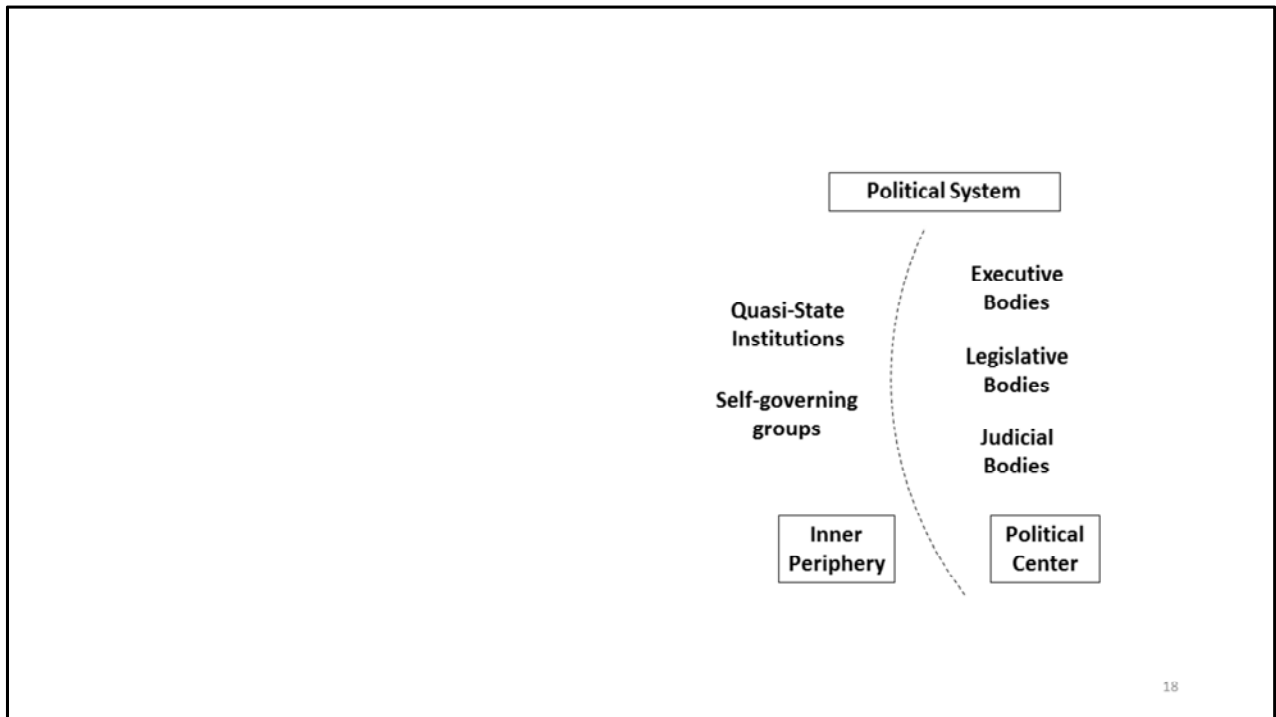 Political System
Quasi-State
Institutions
Self-governing
groups
Executive
Bodies
Legislative
Bodies
Judicial
Bodies
Inner
Periphery
Political
Center
18